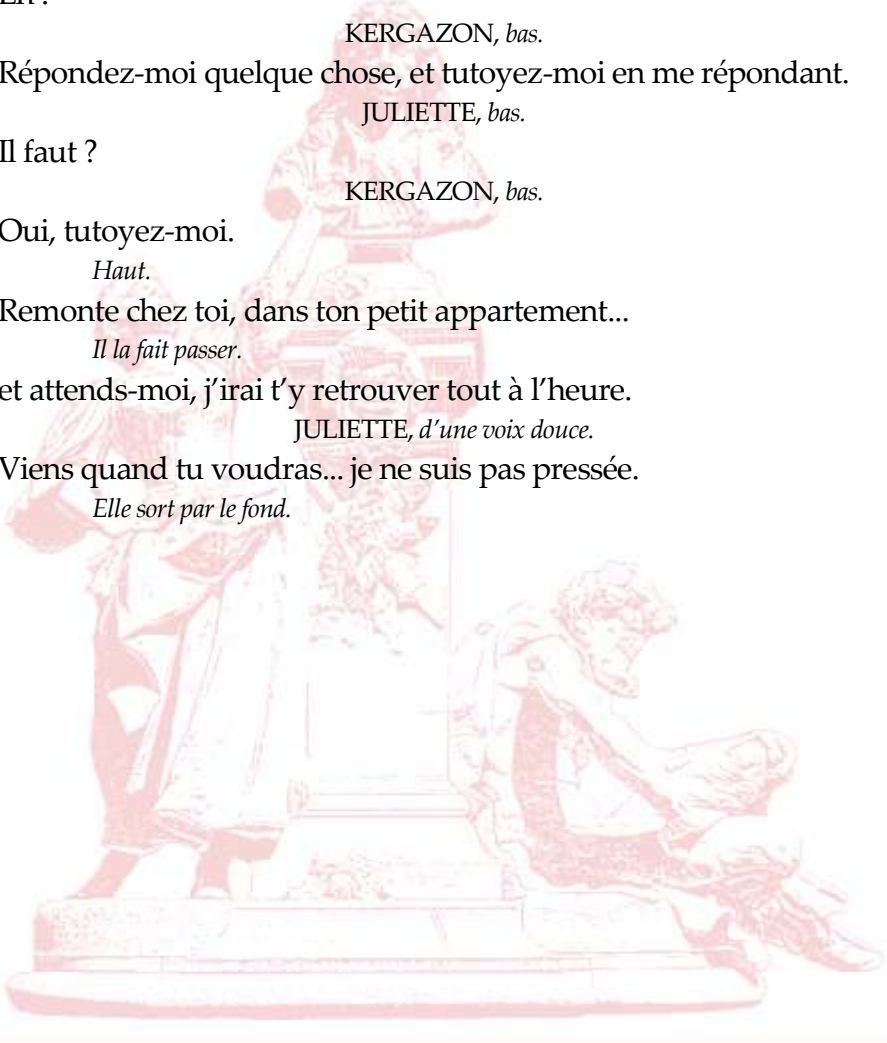 KERGAZON, bas.
Répondez-moi quelque chose, et tutoyez-moi en me répondant.
JULIETTE, bas.
Il faut ?
KERGAZON, bas.
Oui, tutoyez-moi.
Haut.
Remonte chez toi, dans ton petit appartement...
Il la fait passer.
et attends-moi, j’irai t’y retrouver tout à l’heure.
JULIETTE, d’une voix douce.
Viens quand tu voudras... je ne suis pas pressée.
Elle sort par le fond.